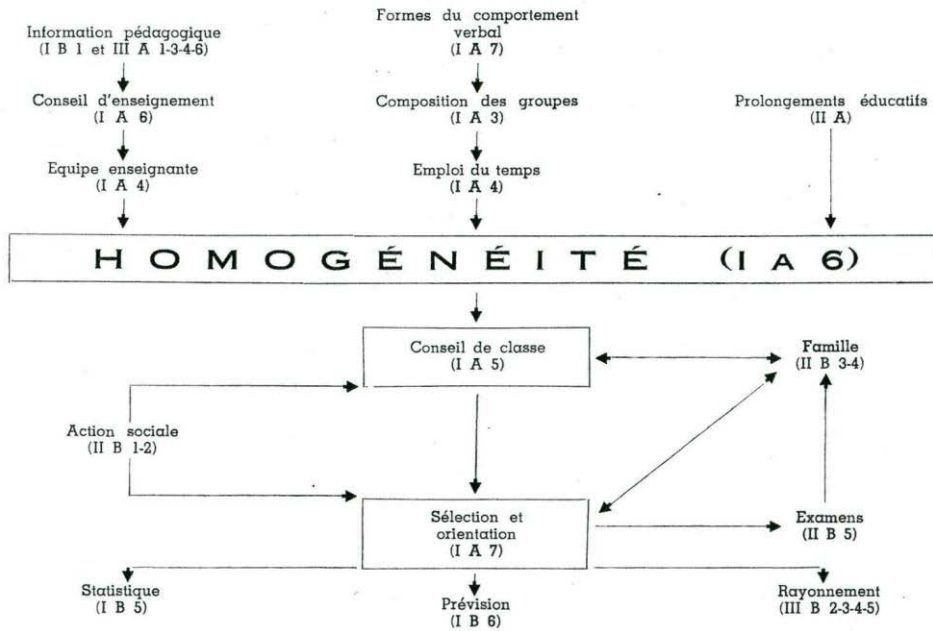 Information pédagogique
(I B 1 et III A 1-3-4-6)
Conseil d'enseignement
(I A 6)
Equipe enseignante
(I A 4)
Formes du comportement
verbal
(I A 7)
Composition des groupes
(I A 3)
Emploi du temps
(I A 4)
Prolongements éducatifs
(II A)
HOMOGÉNÉITÉ (I A 6)
Conseil de classe
(I A 5)
Famille
(II B 3-4)
Action sociale
(II B 1-2)
Sélection et
orientation
(I A 7)
Examens
(II B 5)
Statistique
(I B 5)
Prévision
(I B 6)
Rayonnement
(III B 2-3-4-5)